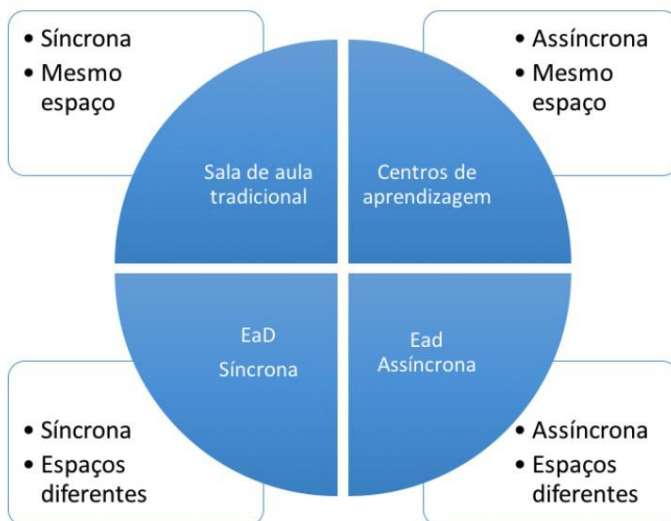 • Síncrona
• Mesmo
espaço
• Assíncrona
• Mesmo
espaço
Sala de aula
tradicional
Centros de
aprendizagem
EaD
Síncrona
Ead
Assíncrona
• Síncrona
• Espaços
diferentes
• Assíncrona
• Espaços
diferentes